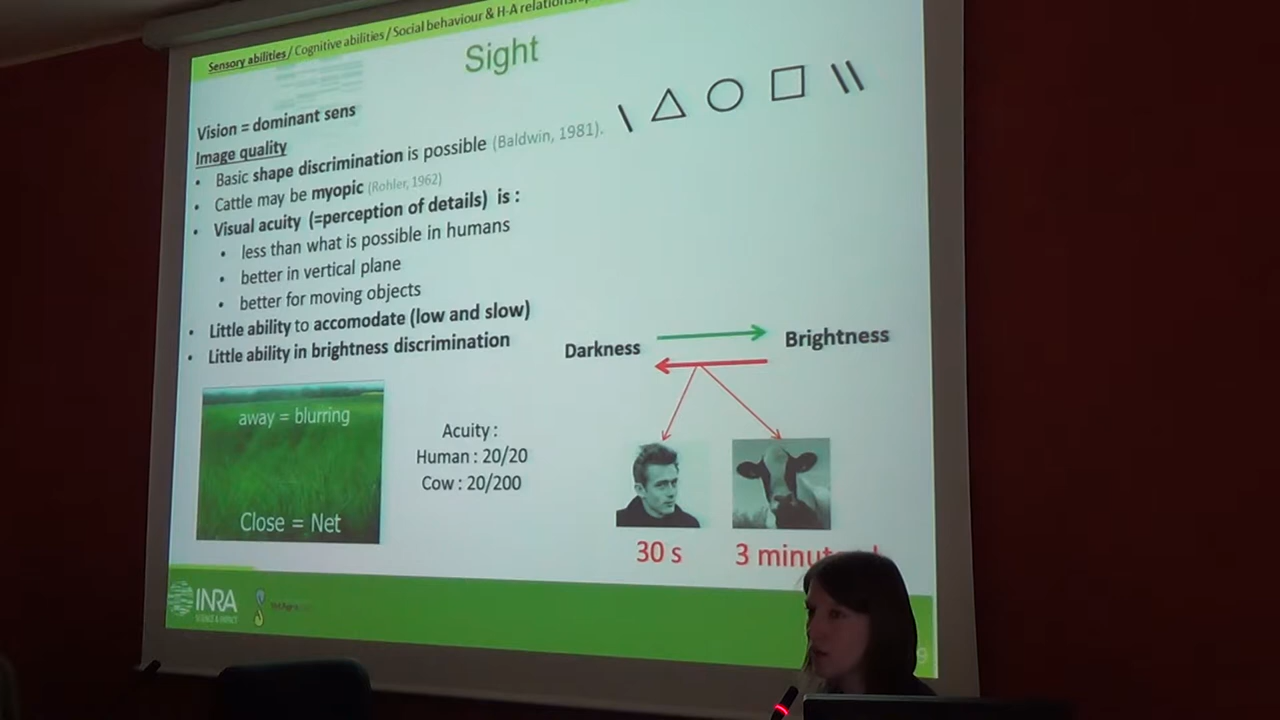 Sensory abilities / Cognitive abilities / Social behaviour & H-A
Sight
Vision = dominant sens
Image quality
• Basic shape discrimination is possible (Baldwin, 1981).
• Cattle may be myopic (Rohler, 1962)
• Visual acuity (=perception of details) is :
• less than what is possible in humans
• better in vertical plane
• better for moving objects
• Little ability to accomodate (low and slow)
• Little ability in brightness discrimination
Darkness
Brightness
away = blurring
Close = Net
Acuity :
Human : 20/20
Cow : 20/200
30 s
3
INRA
SCIENCE & IMPACT